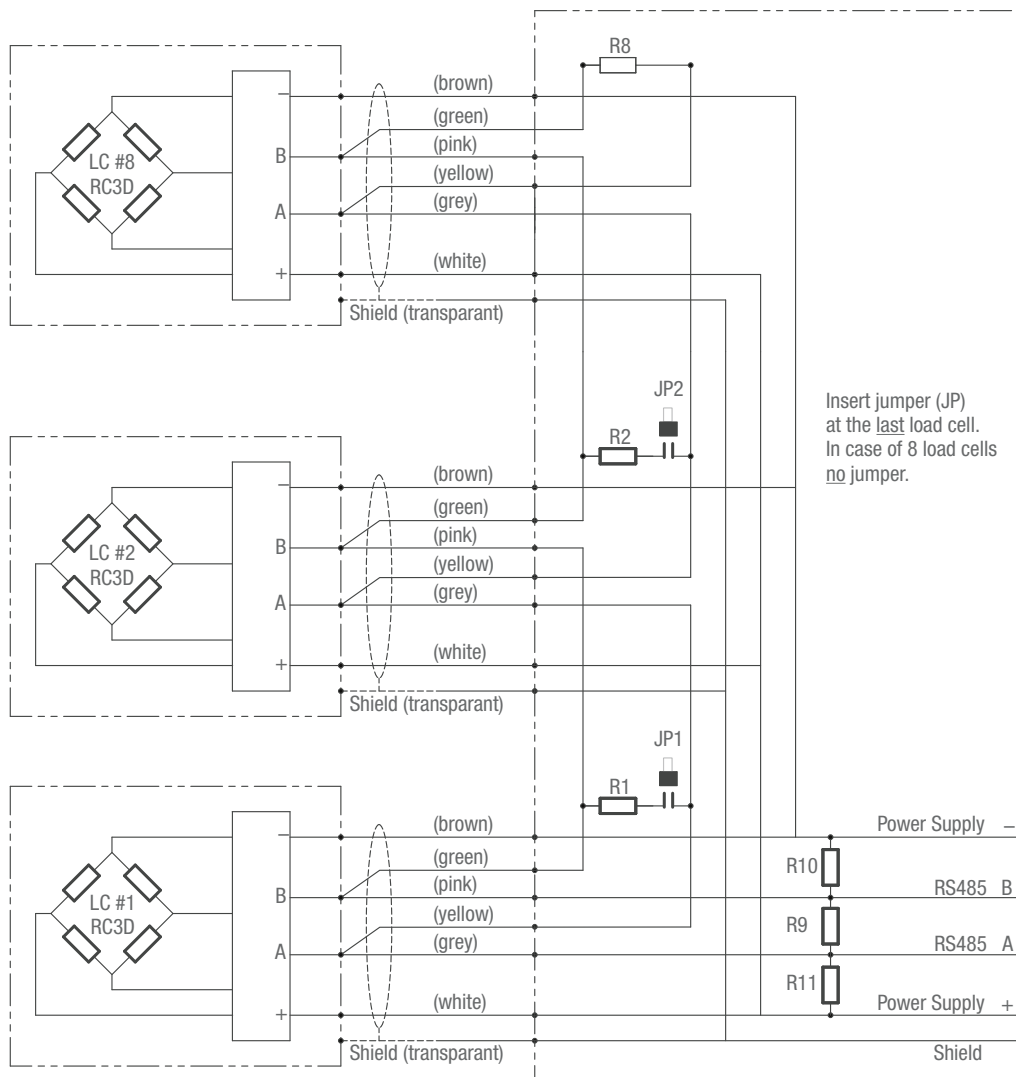 R8
(brown)
−
(green)
B
(pink)
LC #8
RC3D
(yellow)
A
(grey)
(white)
+
Shield (transparant)
JP2
Insert jumper (JP)
at the last load cell.
In case of 8 load cells
no jumper.
R2
(brown)
−
(green)
B
(pink)
LC #2
RC3D
(yellow)
A
(grey)
(white)
+
Shield (transparant)
JP1
R1
(brown)
−
Power Supply −
(green)
R10
B
(pink)
RS485 B
LC #1
RC3D
(yellow)
R9
A
(grey)
RS485 A
R11
(white)
+
Power Supply +
Shield (transparant)
Shield